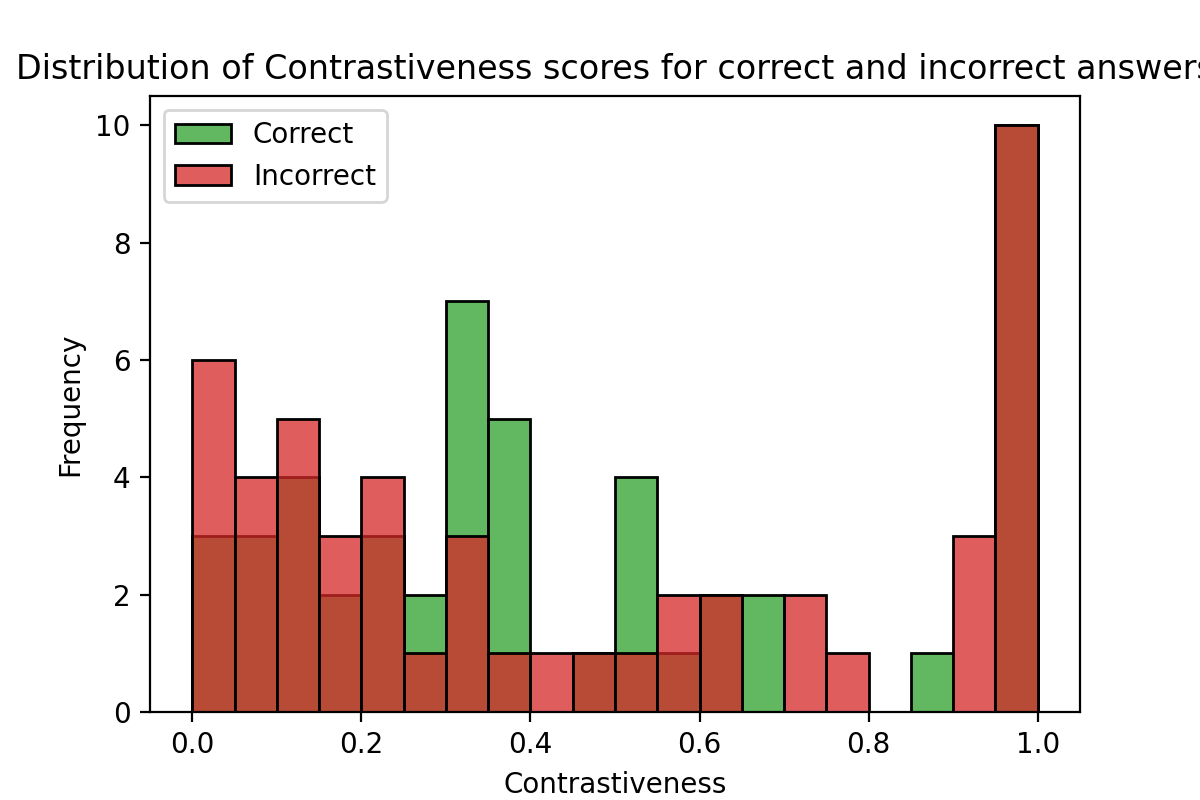 Distribution of Contrastiveness scores for correct and incorrect answers
Correct
Incorrect
10
8
6
4
2
0
Frequency
0.0 0.2 0.4 0.6 0.8 1.0
Contrastiveness